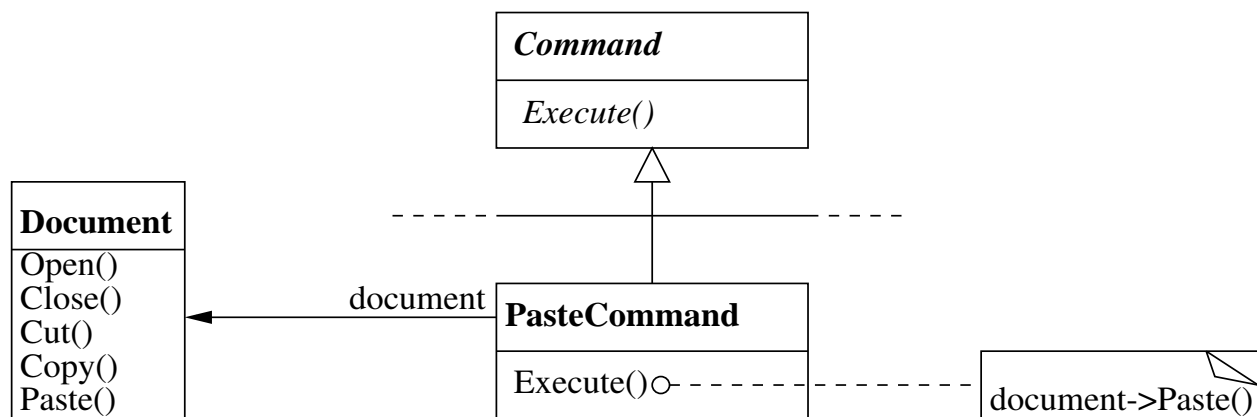 Command
Execute()
Document
Open()
Close()
Cut()
Copy()
Paste()
document
PasteCommand
Execute()
document->Paste()